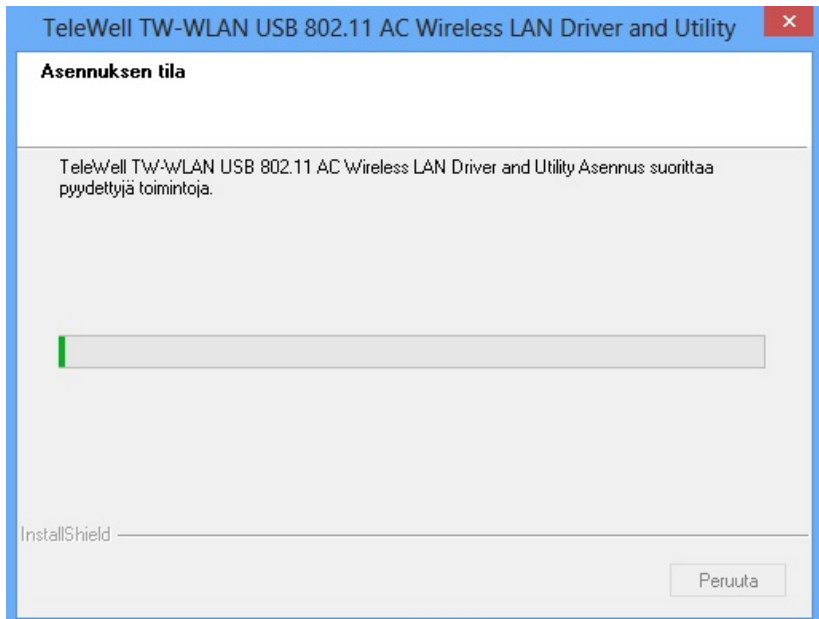 TeleWell TW-WLAN USB 802.11 AC Wireless LAN Driver and Utility
Asennuksen tila
TeleWell TW-WLAN USB 802.11 AC Wireless LAN Driver and Utility Asennus suorittaa
pyydettyjä toimintoja.
InstallShield
Peruuta